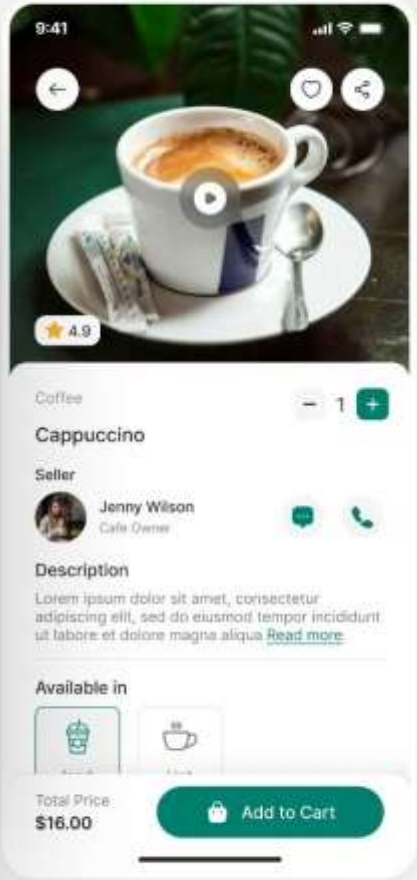 9:41
4.9
Coffee
1
Cappuccino
Seller
Jenny Wilson
Cafe Owner
Description
Lorem ipsum dolor sit amet, consectetur
adipiscing elit, sed do eiusmod tempor incididunt
ut labore et dolore magna aliqua Read more
Available in
Total Price
$16.00
Add to Cart